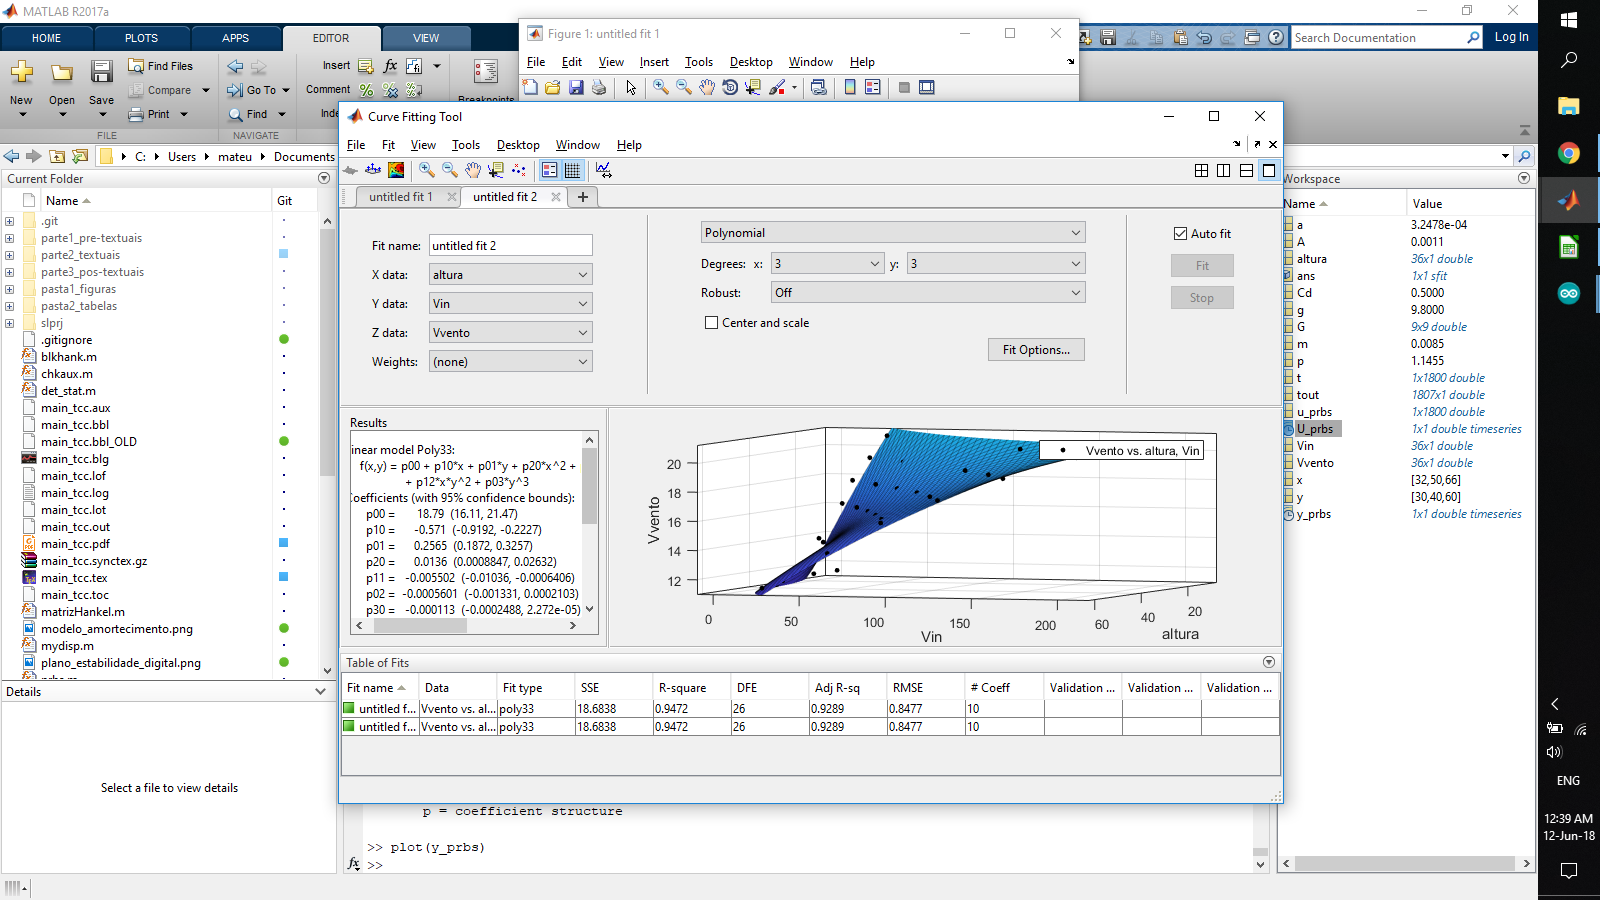 MATLAB R2017a
HOME PLOTS APPS EDITOR VIEW
Search Documentation
Log In
New Open Save
Find Files
Compare
Print
FILE
Go To
Find
NAVIGATE
Insert
Comment
Breakpoints
C: Users mateu Documents
Current Folder
Name Git
.git
parte1_pre-textuais
parte2_textuais
parte3_pos-textuais
pasta1_figuras
pasta2_tabelas
slprj
.gitignore
blkhank.m
chkaux.m
det_stat.m
main_tcc.aux
main_tcc.bbl
main_tcc.bbl_OLD
main_tcc.blg
main_tcc.lof
main_tcc.log
main_tcc.lot
main_tcc.out
main_tcc.pdf
main_tcc.synctex.gz
main_tcc.tex
main_tcc.toc
matrizHankel.m
modelo_amortecimento.png
mydisp.m
plano_estabilidade_digital.png
Details
Select a file to view details
Figure 1: untitled fit 1
File Edit View Insert Tools Desktop Window Help
Curve Fitting Tool
File Fit View Tools Desktop Window Help
untitled fit 1 untitled fit 2
Fit name: untitled fit 2
X data: altura
Y data: Vin
Z data: Vvento
Weights: (none)
Polynomial
Degrees: x: 3 y: 3
Robust: Off
Center and scale
Fit Options...
Auto fit
Fit
Stop
Results
inear model Poly33:
f(x,y) = p00 + p10*x + p01*y + p20*x^2 +
+ p12*x*y^2 + p03*y^3
Coefficients (with 95% confidence bounds):
p00 = 18.79 (16.11, 21.47)
p10 = -0.571 (-0.9192, -0.2227)
p01 = 0.2565 (0.1872, 0.3257)
p20 = 0.0136 (0.0008847, 0.02632)
p11 = -0.005502 (-0.01036, -0.0006406)
p02 = -0.0005601 (-0.001331, 0.0002103)
p30 = -0.000113 (-0.0002488, 2.272e-05)
Vvento vs. altura, Vin
20
18
16
14
12
Vvento
0 50 100 150 200
Vin
60 40 20
altura
Table of Fits
Fit name Data Fit type SSE R-square DFE Adj R-sq RMSE # Coeff Validation ... Validation ... Validation ...
untitled f... Vvento vs. al... poly33 18.6838 0.9472 26 0.9289 0.8477 10
untitled f... Vvento vs. al... poly33 18.6838 0.9472 26 0.9289 0.8477 10
p = coefficient structure
>> plot(y_prbs)
fx >>
Workspace
Name Value
a 3.2478e-04
A 0.0011
altura 36x1 double
ans 1x1 sfit
Cd 0.5000
g 9.8000
G 9x9 double
m 0.0085
p 1.1455
t 1x1800 double
tout 1807x1 double
u_prbs 1x1800 double
U_prbs 1x1 double timeseries
Vin 36x1 double
Vvento 36x1 double
x [32,50,66]
y [30,40,60]
y_prbs 1x1 double timeseries
ENG
12:39 AM
12-Jun-18